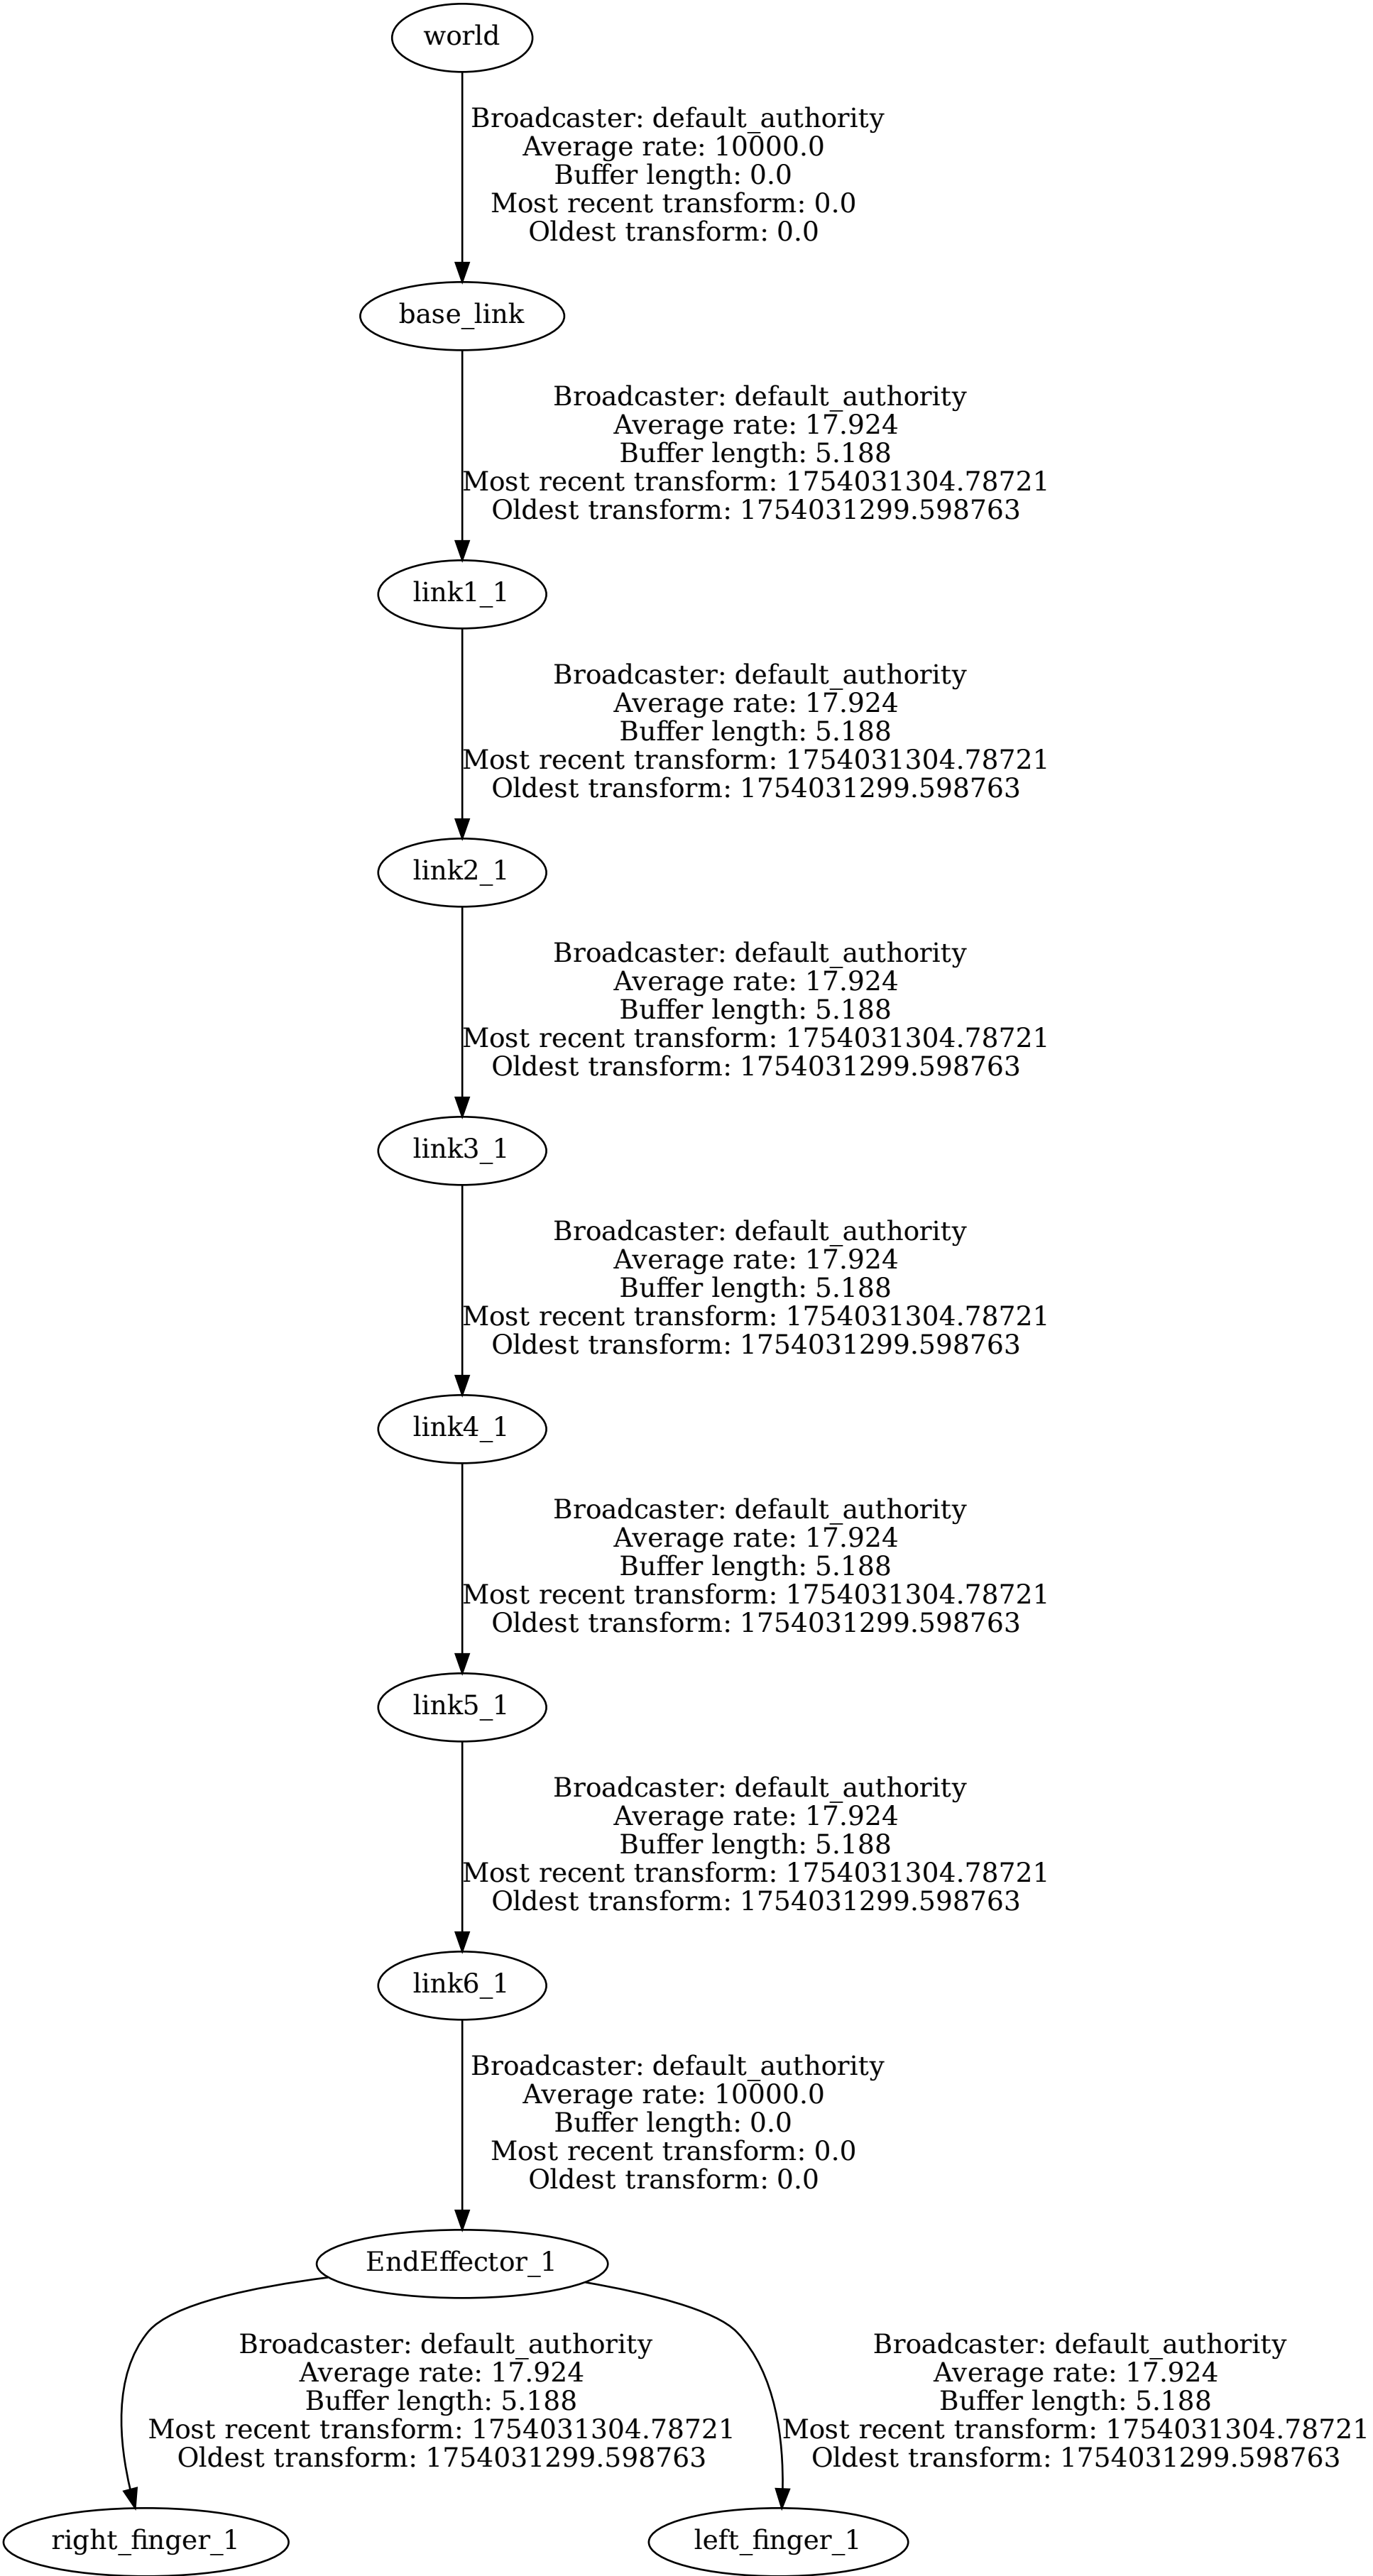 world
Broadcaster: default_authority
Average rate: 10000.0
Buffer length: 0.0
Most recent transform: 0.0
Oldest transform: 0.0
base_link
Broadcaster: default_authority
Average rate: 17.924
Buffer length: 5.188
Most recent transform: 1754031304.78721
Oldest transform: 1754031299.598763
link1_1
Broadcaster: default_authority
Average rate: 17.924
Buffer length: 5.188
Most recent transform: 1754031304.78721
Oldest transform: 1754031299.598763
link2_1
Broadcaster: default_authority
Average rate: 17.924
Buffer length: 5.188
Most recent transform: 1754031304.78721
Oldest transform: 1754031299.598763
link3_1
Broadcaster: default_authority
Average rate: 17.924
Buffer length: 5.188
Most recent transform: 1754031304.78721
Oldest transform: 1754031299.598763
link4_1
Broadcaster: default_authority
Average rate: 17.924
Buffer length: 5.188
Most recent transform: 1754031304.78721
Oldest transform: 1754031299.598763
link5_1
Broadcaster: default_authority
Average rate: 17.924
Buffer length: 5.188
Most recent transform: 1754031304.78721
Oldest transform: 1754031299.598763
link6_1
Broadcaster: default_authority
Average rate: 10000.0
Buffer length: 0.0
Most recent transform: 0.0
Oldest transform: 0.0
EndEffector_1
Broadcaster: default_authority
Average rate: 17.924
Buffer length: 5.188
Most recent transform: 1754031304.78721
Oldest transform: 1754031299.598763
Broadcaster: default_authority
Average rate: 17.924
Buffer length: 5.188
Most recent transform: 1754031304.78721
Oldest transform: 1754031299.598763
right_finger_1
left_finger_1